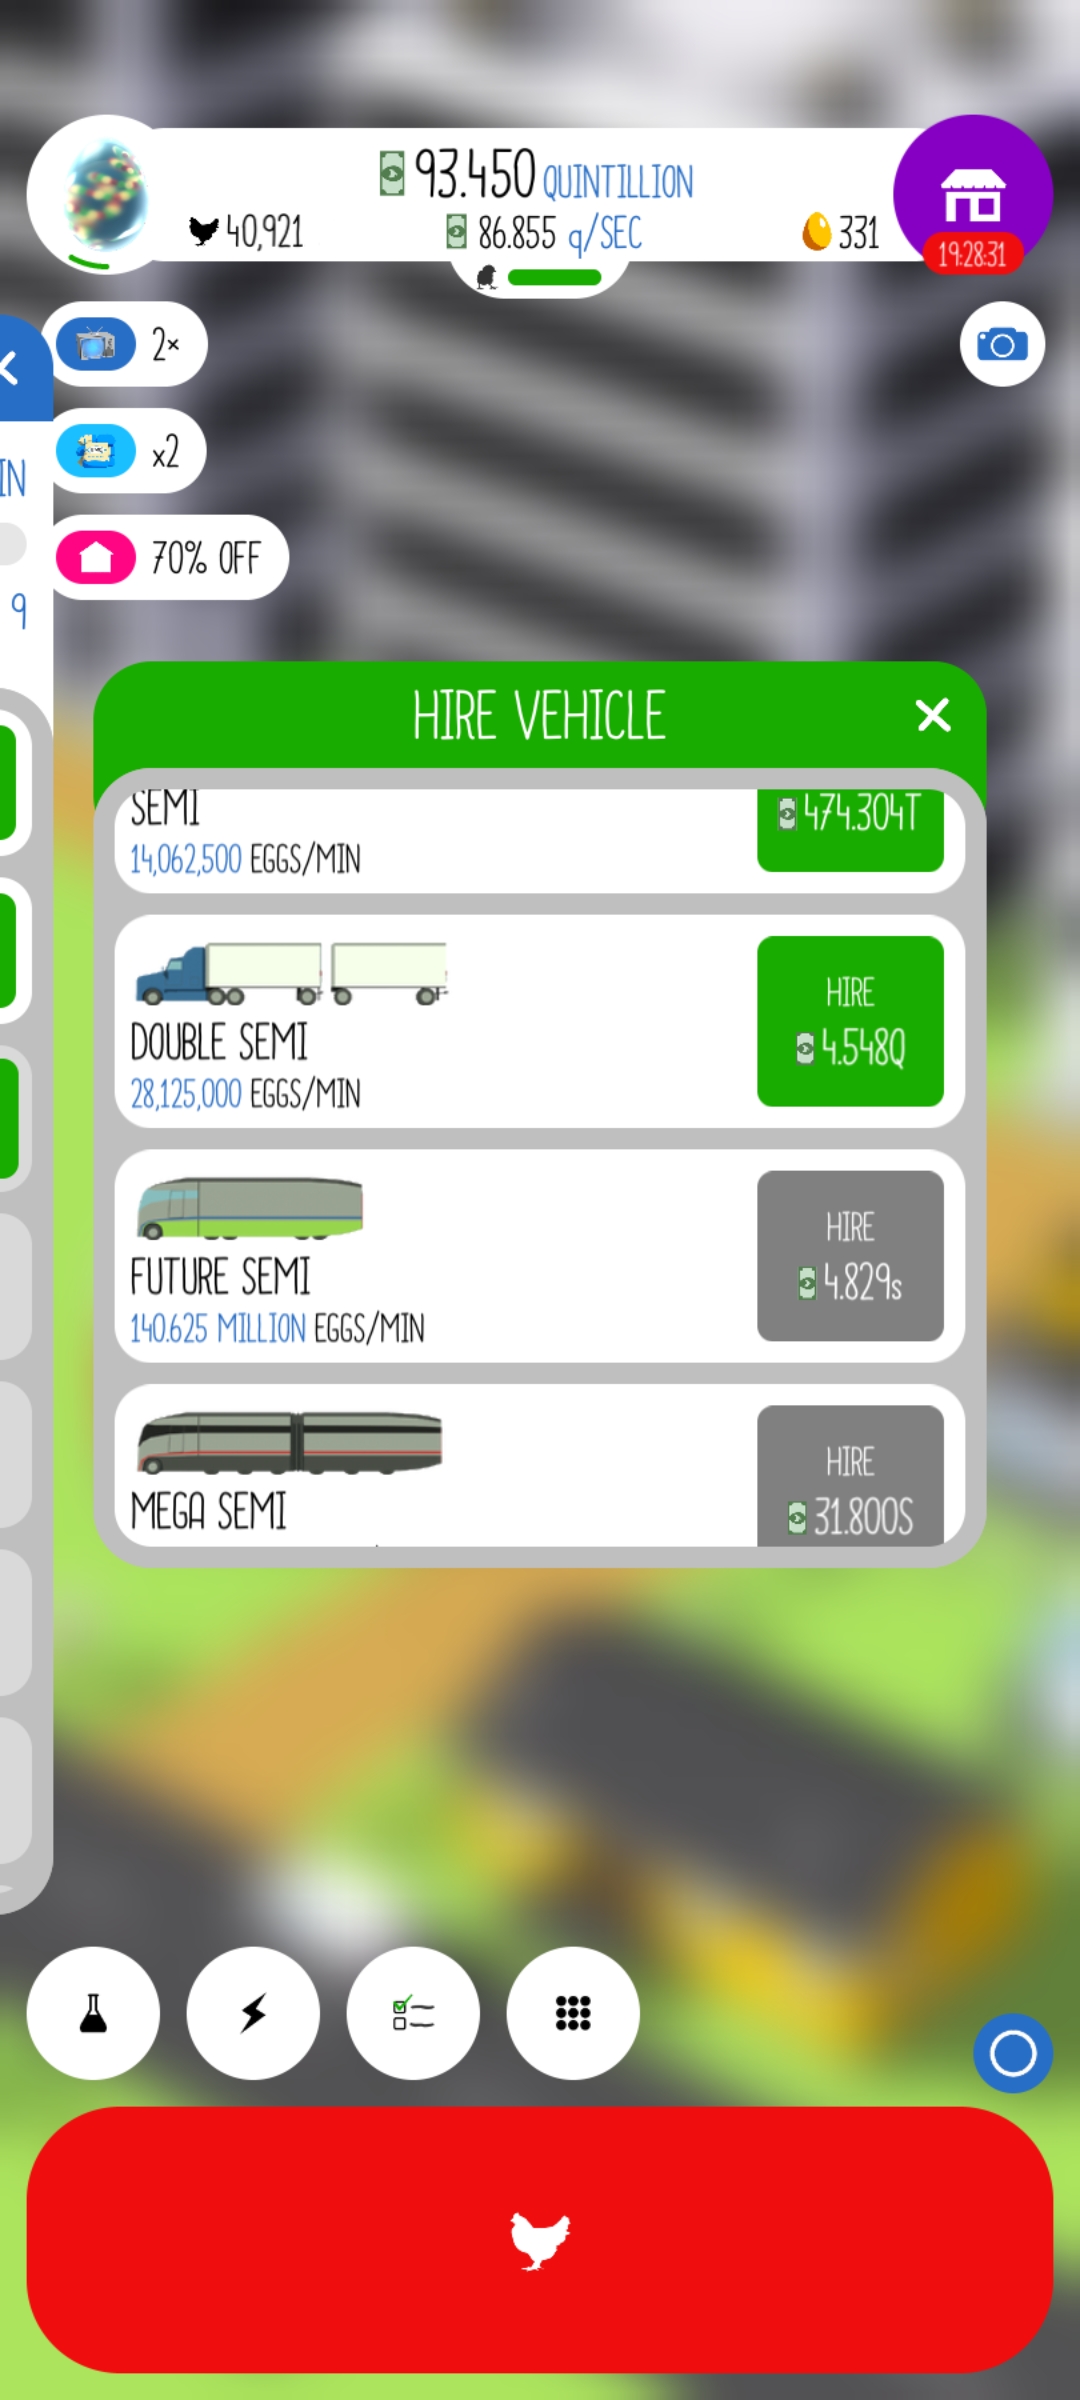 93.450 QUINTILLION
40,921
86.855 q/SEC
331
19:28:31
2×
x2
70% OFF
IN
9
HIRE VEHICLE
SEMI
474.304T
14,062,500 EGGS/MIN
HIRE
4.548Q
DOUBLE SEMI
28,125,000 EGGS/MIN
HIRE
4.829s
FUTURE SEMI
140.625 MILLION EGGS/MIN
HIRE
31.800S
MEGA SEMI